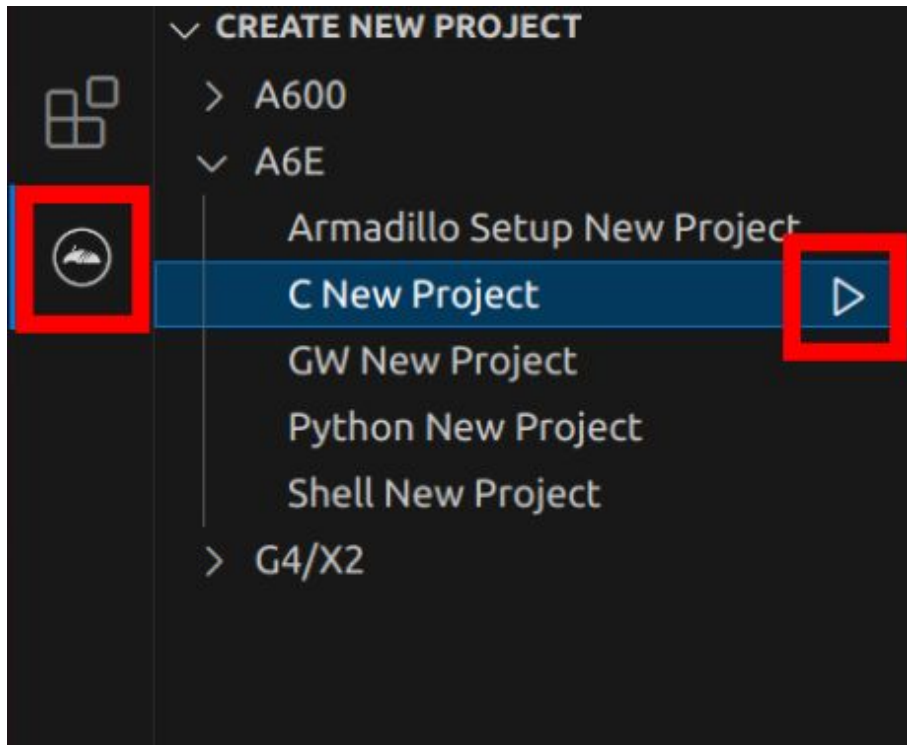 CREATE NEW PROJECT
A600
A6E
Armadillo Setup New Project
C New Project
GW New Project
Python New Project
Shell New Project
G4/X2